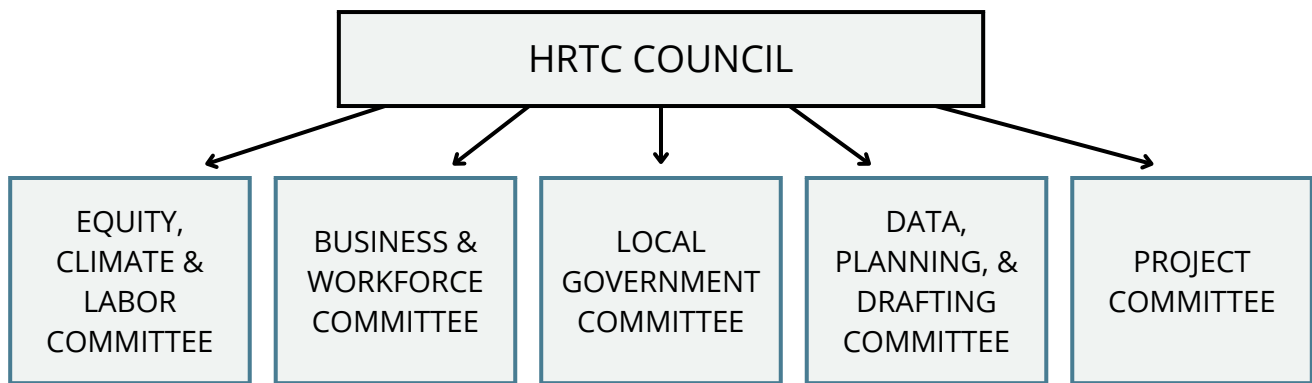 HRTC COUNCIL
EQUITY,
CLIMATE &
LABOR
COMMITTEE
BUSINESS &
WORKFORCE
COMMITTEE
LOCAL
GOVERNMENT
COMMITTEE
DATA,
PLANNING, &
DRAFTING
COMMITTEE
PROJECT
COMMITTEE